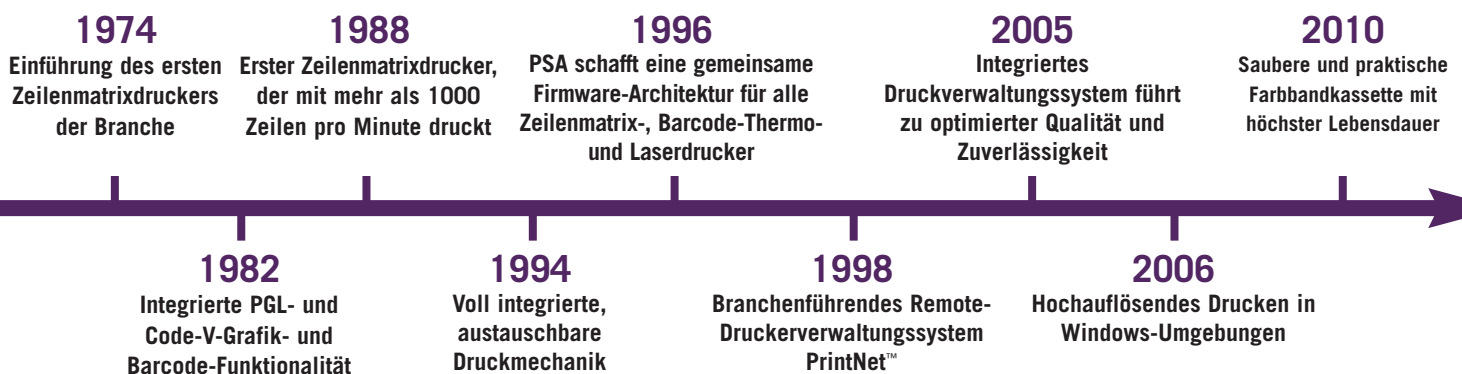 1974
Einführung des ersten
Zeilenmatrixdruckers
der Branche
1988
Erster Zeilenmatrixdrucker,
der mit mehr als 1000
Zeilen pro Minute druckt
1996
PSA schafft eine gemeinsame
Firmware-Architektur für alle
Zeilenmatrix-, Barcode-Thermo-
und Laserdrucker
2005
Integriertes
Druckverwaltungssystem führt
zu optimierter Qualität und
Zuverlässigkeit
2010
Saubere und praktische
Farbbandkassette mit
höchster Lebensdauer
1982
Integrierte PGL- und
Code-V-Grafik- und
Barcode-Funktionalität
1994
Voll integrierte,
austauschbare
Druckmechanik
1998
Branchenführendes Remote-
Druckerverwaltungssystem
PrintNet™
2006
Hochauflösendes Drucken in
Windows-Umgebungen